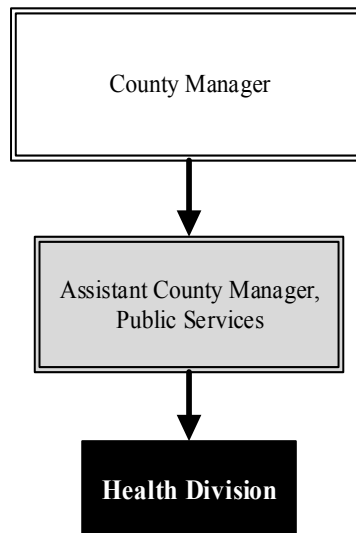 County Manager
Assistant County Manager,
Public Services
Health Division